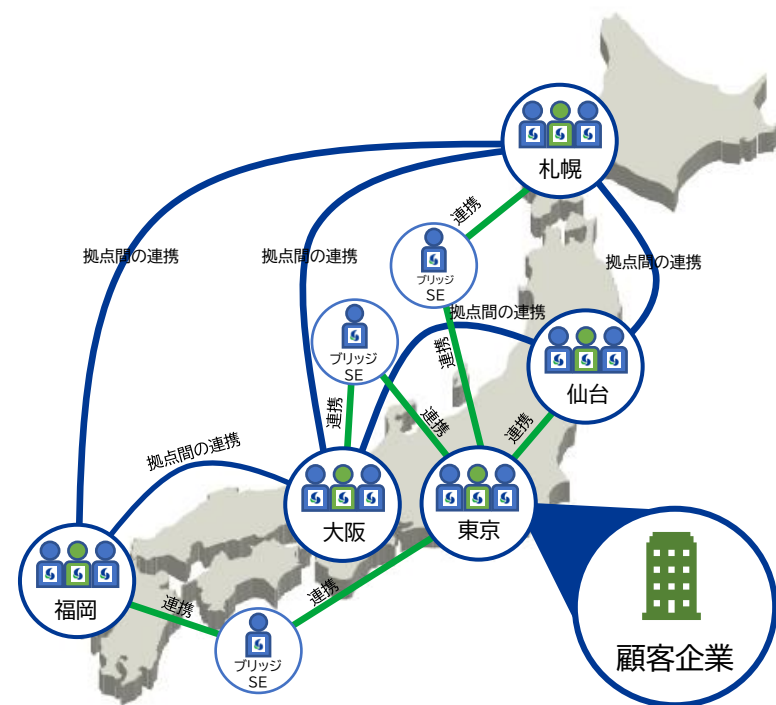 札幌
連携
ブリッジ
SE
拠点間の連携
拠点間の連携
拠点間の連携
拠点間の連携
ブリッジ
SE
連携
仙台
連携
連携
連携
拠点間の連携
大阪
東京
福岡
連携
連携
ブリッジ
SE
顧客企業